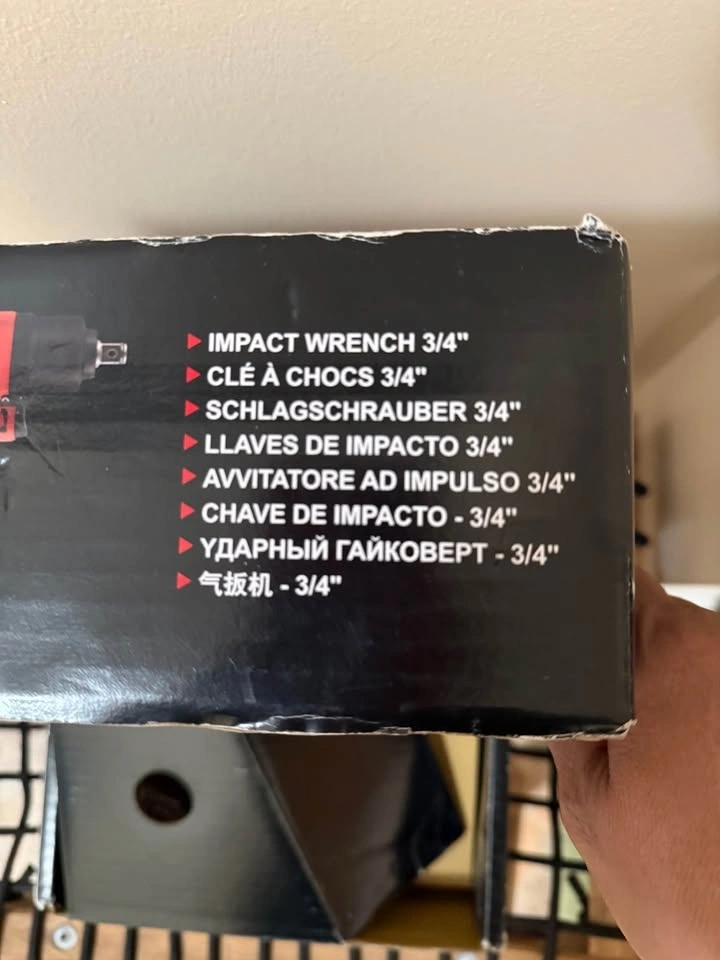 IMPACT WRENCH 3/4"
CLÉ À CHOCS 3/4"
SCHLAGSCHRAUBER 3/4"
LLAVES DE IMPACTO 3/4"
AVVITATORE AD IMPULSO 3/4"
CHAVE DE IMPACTO - 3/4"
УДАРНЫЙ ГАЙКОВЕРТ - 3/4"
气扳机 - 3/4"